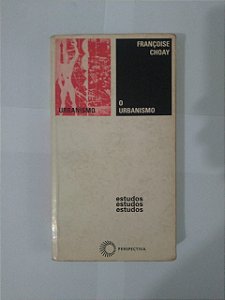 FRANÇOISE
CHOAY
URBANISMO
O
URBANISMO
estudos
estudos
estudos
PERSPECTIVA